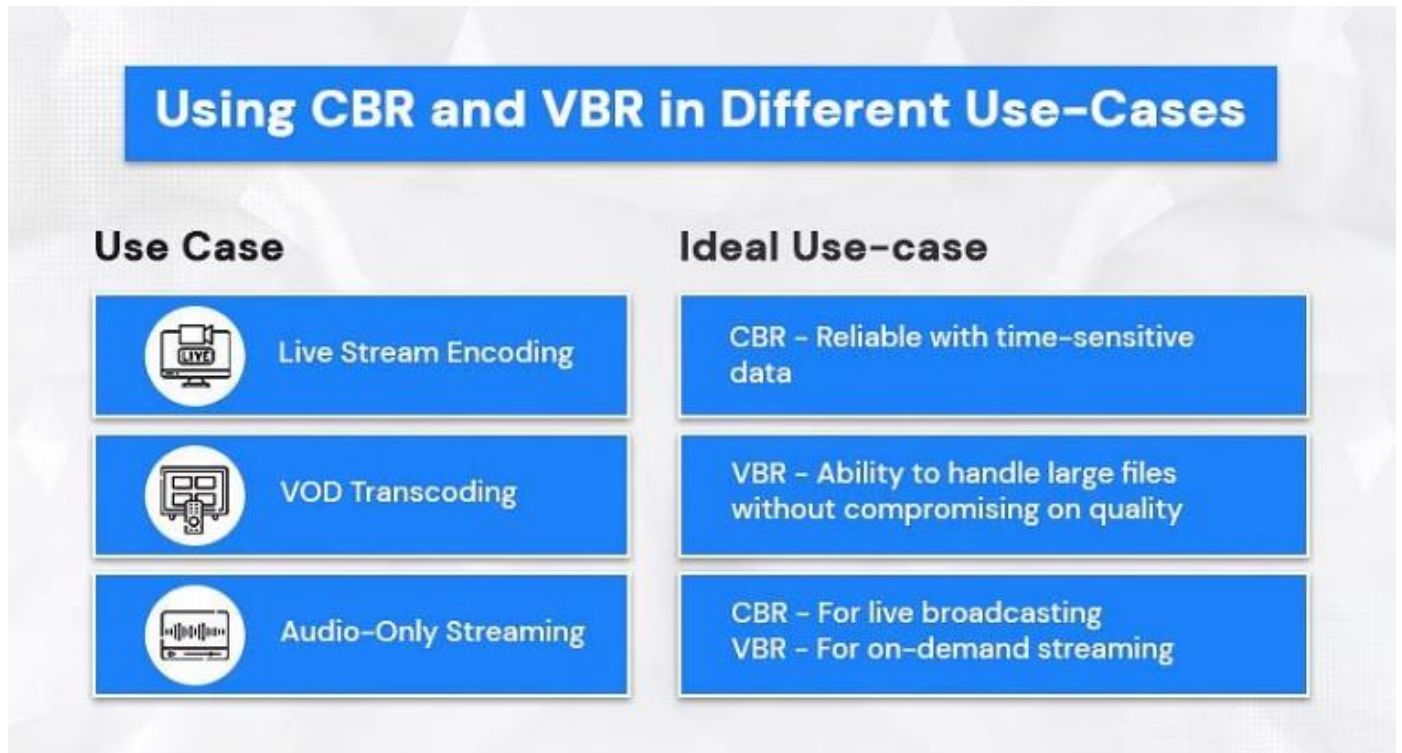 Using CBR and VBR in Different Use-Cases
Use Case
Ideal Use-case
LIVE
Live Stream Encoding
CBR – Reliable with time-sensitive
data
VOD Transcoding
VBR – Ability to handle large files
without compromising on quality
Audio-Only Streaming
CBR – For live broadcasting
VBR – For on-demand streaming